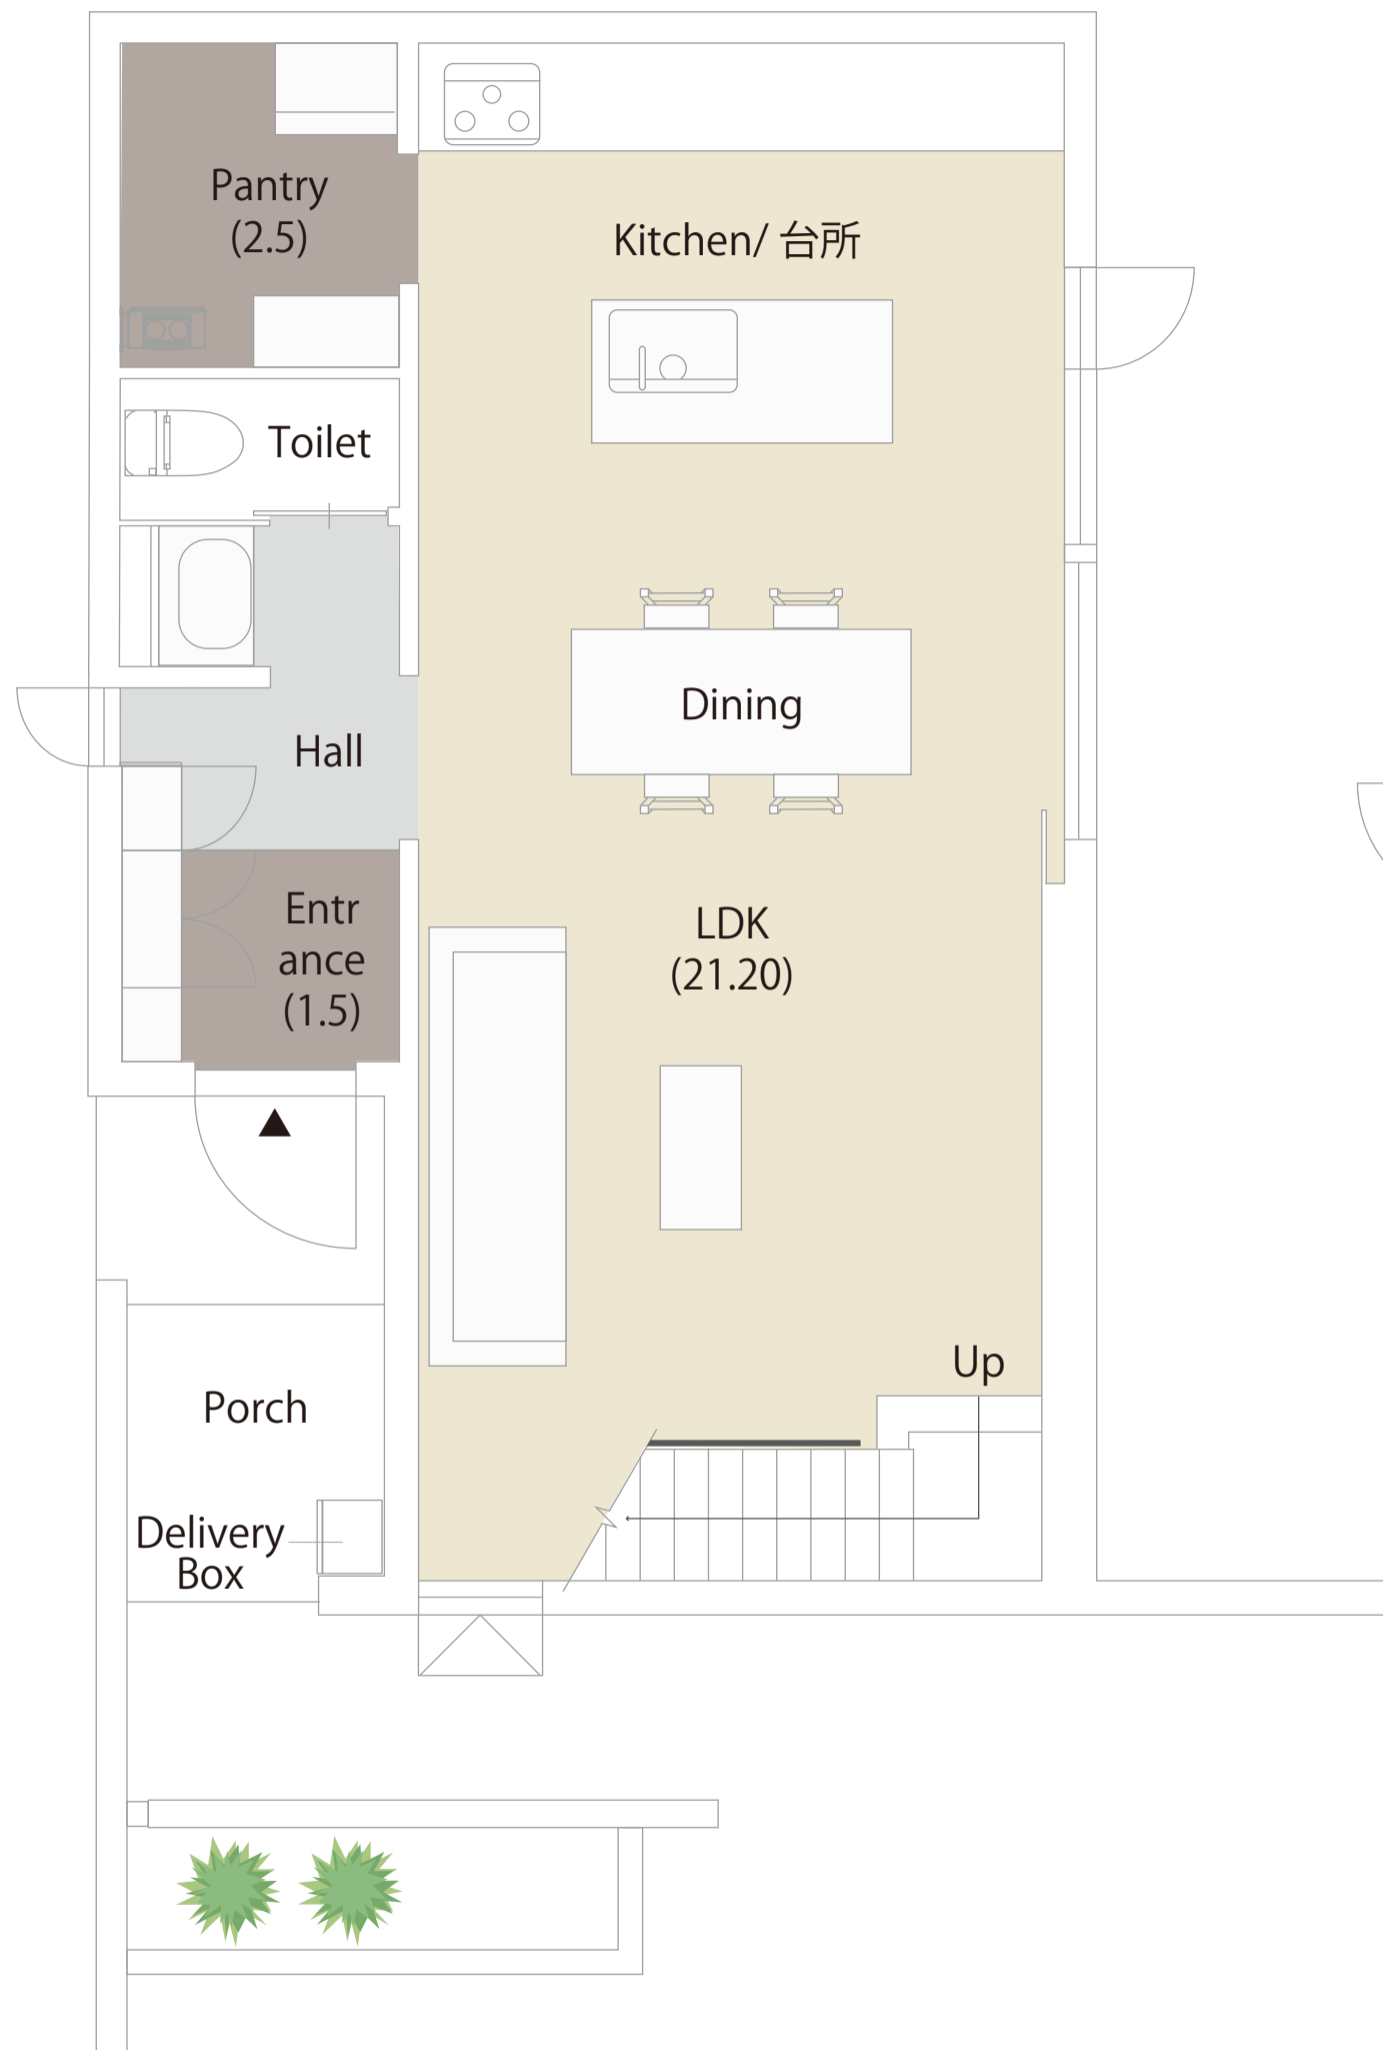 Pantry
(2.5)
Kitchen/ 台所
Toilet
Dining
Hall
Entr
ance
(1.5)
LDK
(21.20)
Up
Porch
Delivery
Box